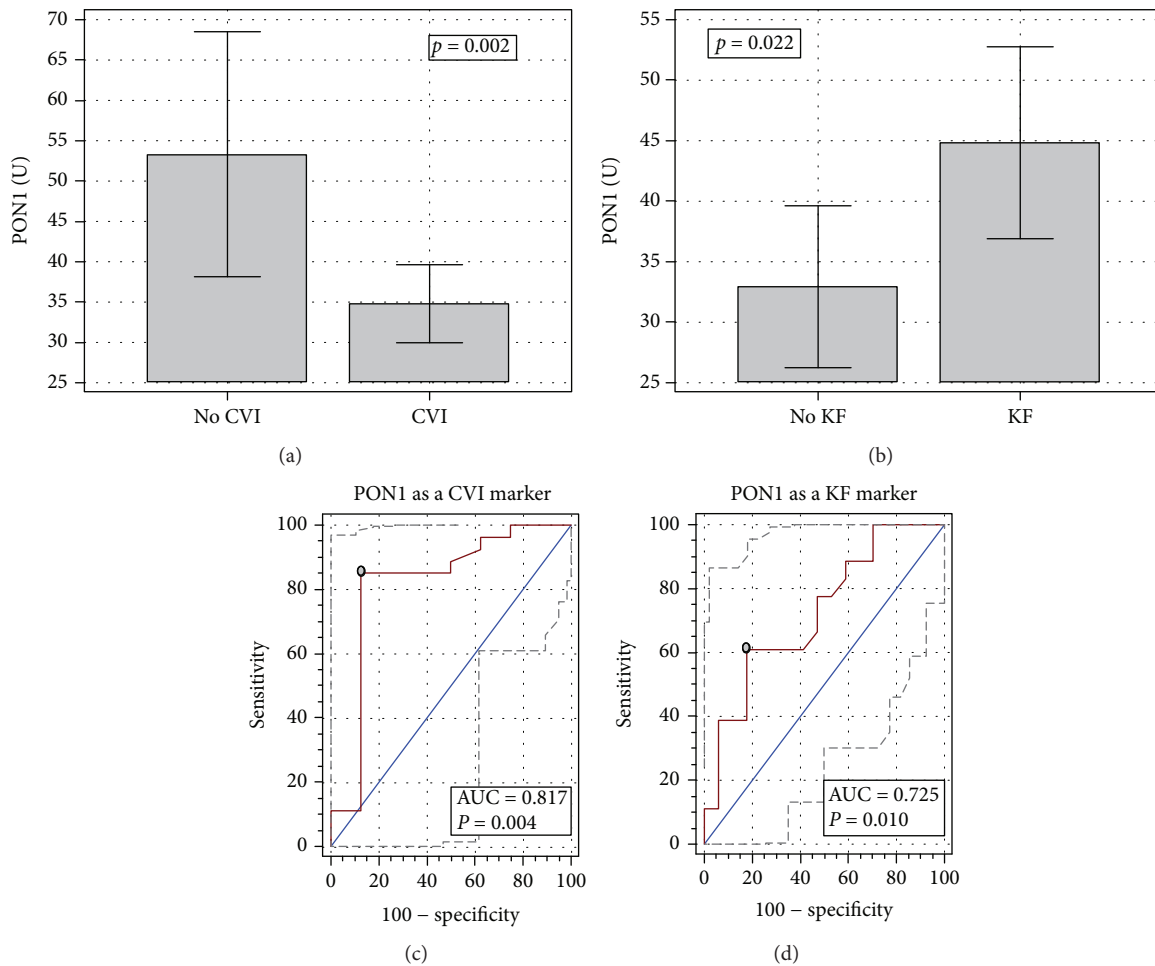 70
65
60
55
50
45
40
35
30
25
PON1 (U)
p = 0.002
No CVI
CVI
(a)
55
50
45
40
35
30
25
PON1 (U)
p = 0.022
No KF
KF
(b)
PON1 as a CVI marker
100
80
60
40
20
0
Sensitivity
AUC = 0.817
P = 0.004
0 20 40 60 80 100
100 − specificity
(c)
PON1 as a KF marker
100
80
60
40
20
0
Sensitivity
AUC = 0.725
P = 0.010
0 20 40 60 80 100
100 − specificity
(d)